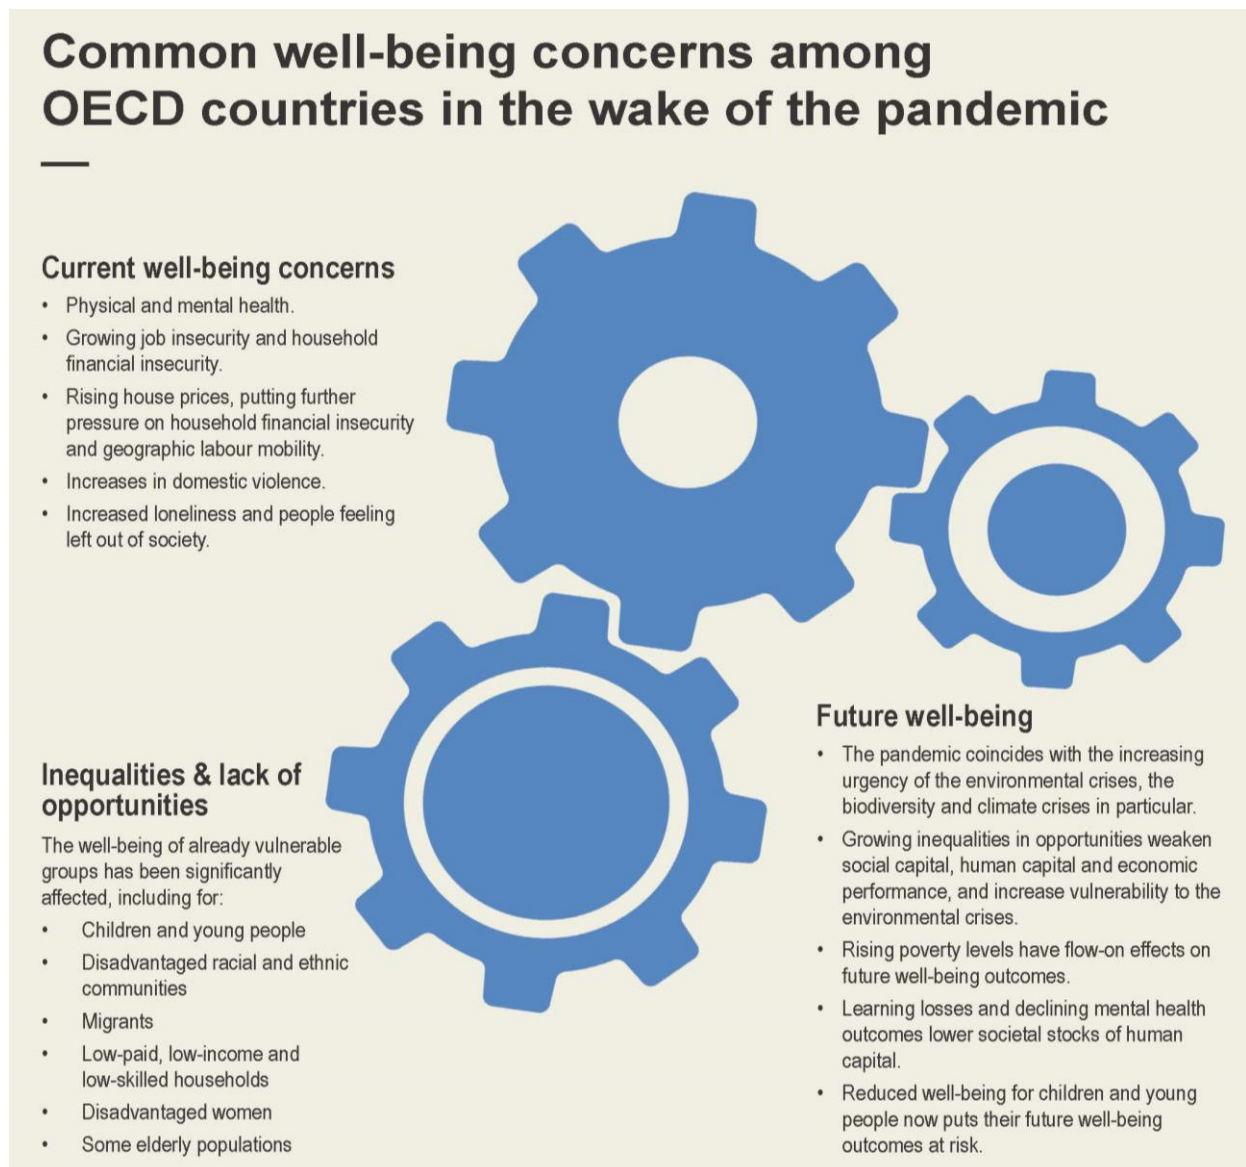 Common well-being concerns among
OECD countries in the wake of the pandemic
Current well-being concerns
• Physical and mental health.
• Growing job insecurity and household
financial insecurity.
• Rising house prices, putting further
pressure on household financial insecurity
and geographic labour mobility.
• Increases in domestic violence.
• Increased loneliness and people feeling
left out of society.
Inequalities & lack of
opportunities
The well-being of already vulnerable
groups has been significantly
affected, including for:
• Children and young people
• Disadvantaged racial and ethnic
communities
• Migrants
• Low-paid, low-income and
low-skilled households
• Disadvantaged women
• Some elderly populations
Future well-being
• The pandemic coincides with the increasing
urgency of the environmental crises, the
biodiversity and climate crises in particular.
• Growing inequalities in opportunities weaken
social capital, human capital and economic
performance, and increase vulnerability to the
environmental crises.
• Rising poverty levels have flow-on effects on
future well-being outcomes.
• Learning losses and declining mental health
outcomes lower societal stocks of human
capital.
• Reduced well-being for children and young
people now puts their future well-being
outcomes at risk.